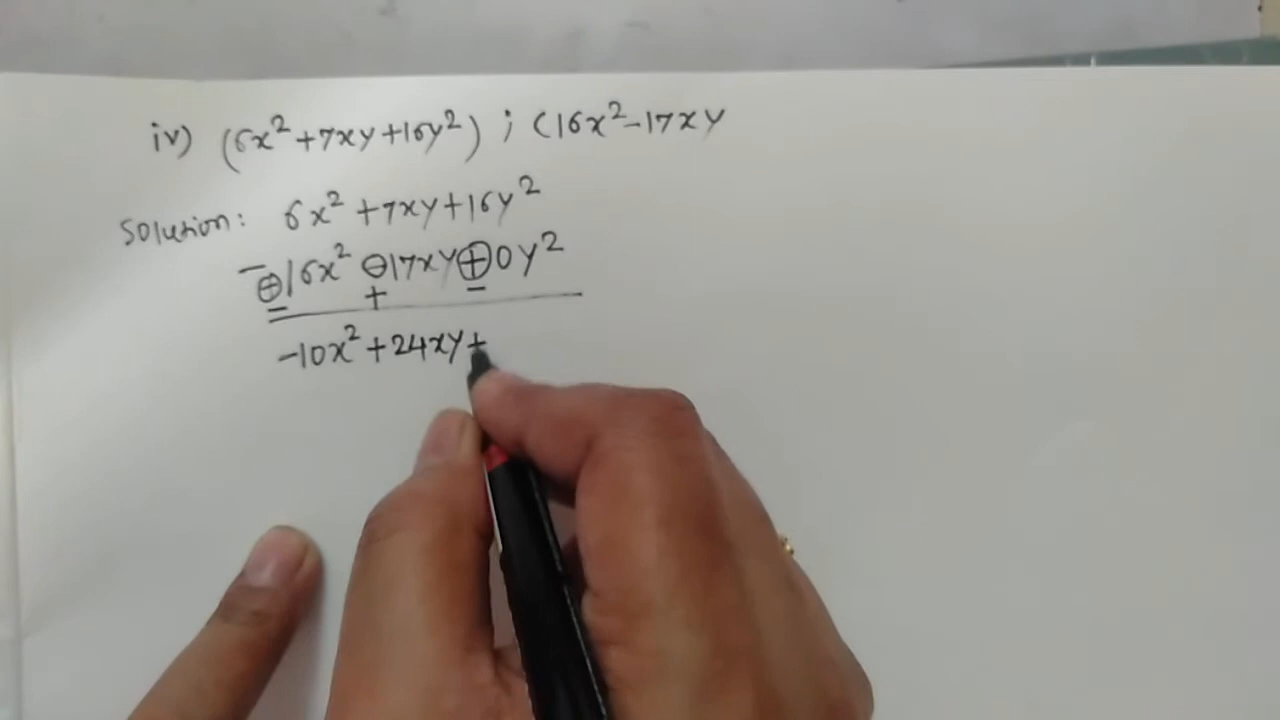 iv) (6x²+7xy+16y²) ; (16x²-17xy
Solution: 6x²+7xy+16y²
- ⊕16x² ⊖17xy ⊕0y²
- + -
-10x²+24xy+